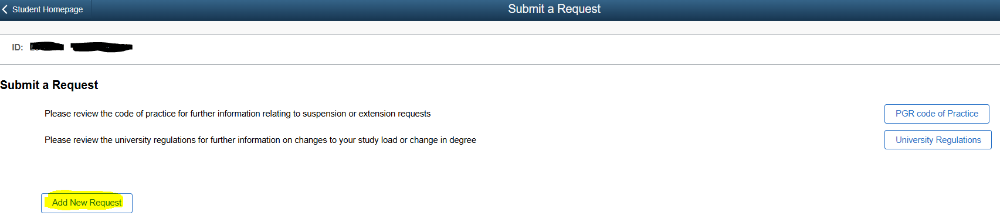 Student Homepage
Submit a Request
ID:
Submit a Request
Please review the code of practice for further information relating to suspension or extension requests
PGR code of Practice
Please review the university regulations for further information on changes to your study load or change in degree
University Regulations
Add New Request